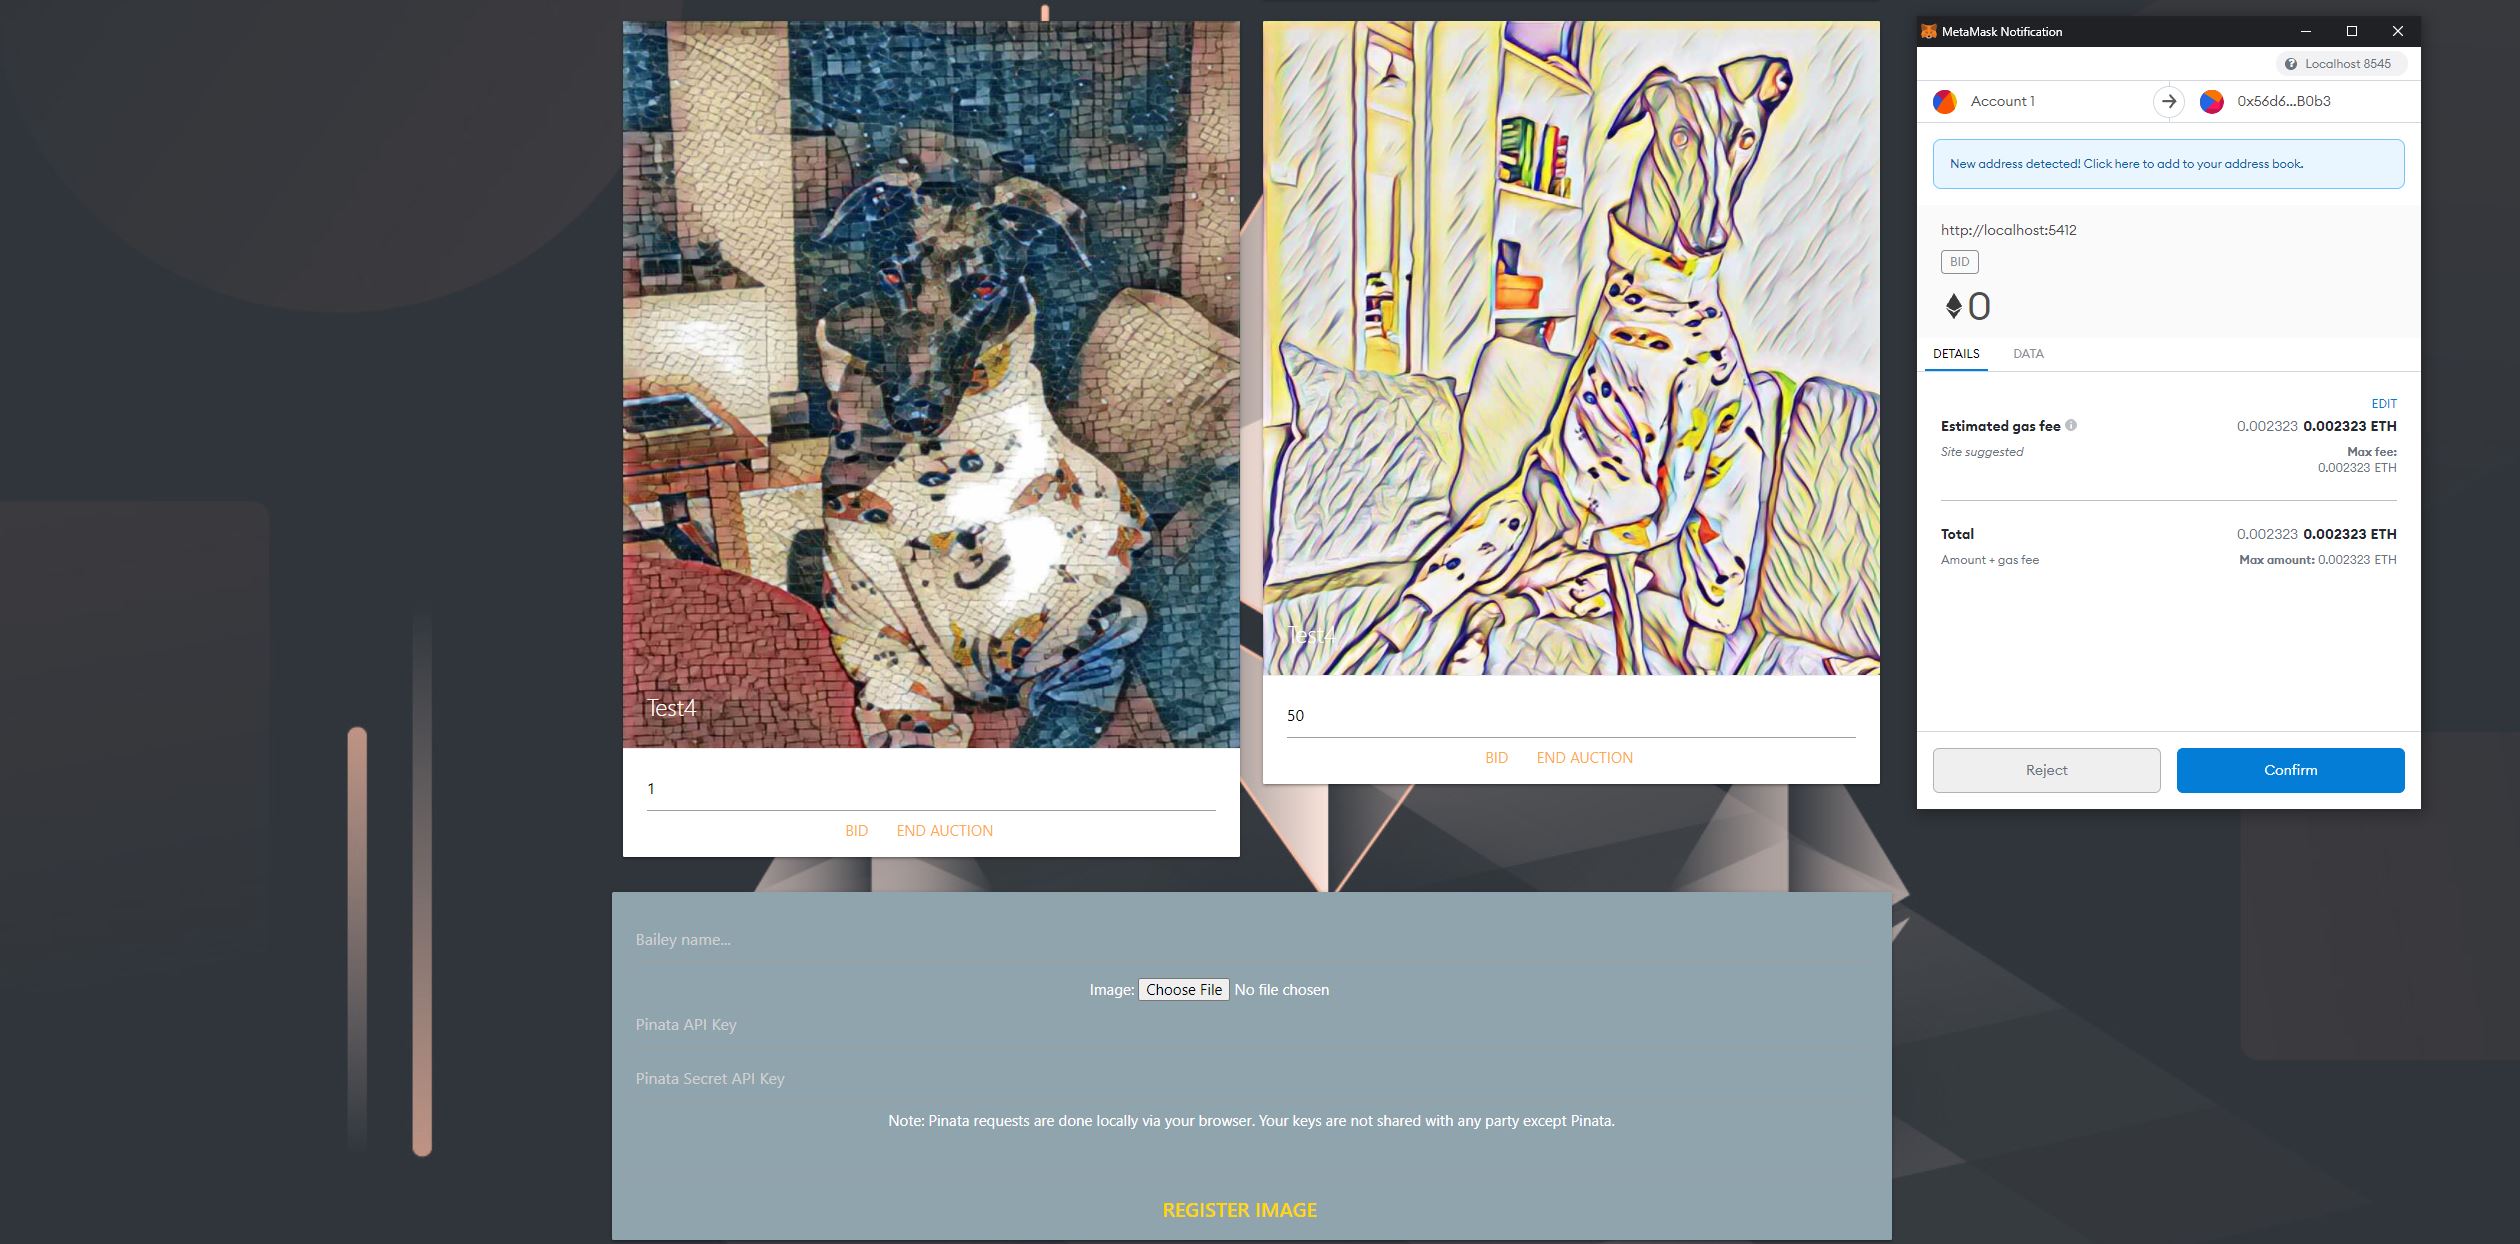 Test4
1
BID END AUCTION
Test4
50
BID END AUCTION
Bailey name...
Image: Choose File No file chosen
Pinata API Key
Pinata Secret API Key
Note: Pinata requests are done locally via your browser. Your keys are not shared with any party except Pinata.
REGISTER IMAGE
MetaMask Notification
Localhost 8545
Account 1 0x56d6...B0b3
New address detected! Click here to add to your address book.
http://localhost:5412
BID
0
DETAILS DATA
EDIT
Estimated gas fee 0.002323 0.002323 ETH
Site suggested Max fee:
0.002323 ETH
Total 0.002323 0.002323 ETH
Amount + gas fee Max amount: 0.002323 ETH
Reject Confirm